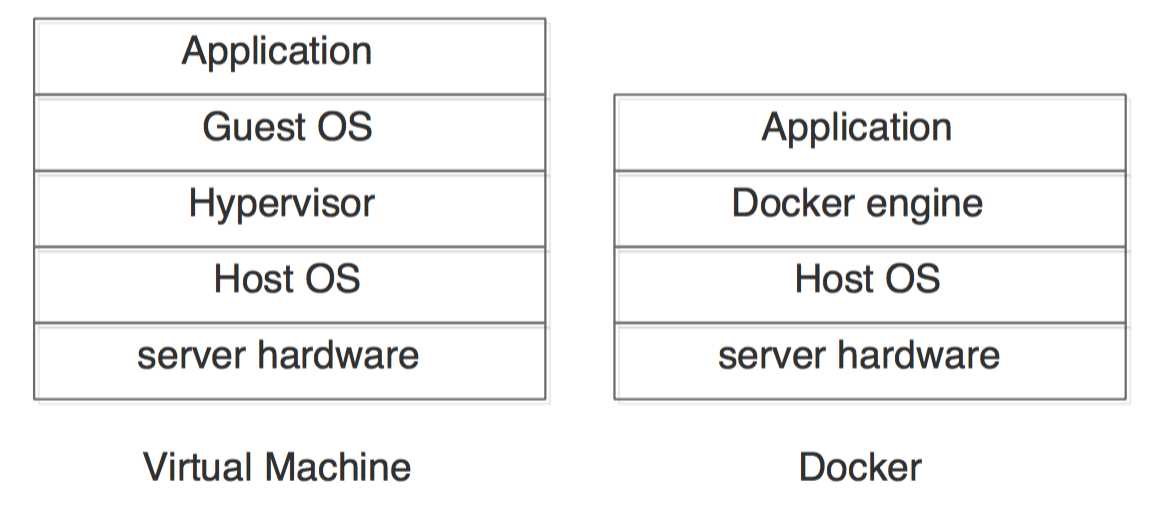 Application
Guest OS
Hypervisor
Host OS
server hardware
Virtual Machine
Application
Docker engine
Host OS
server hardware
Docker